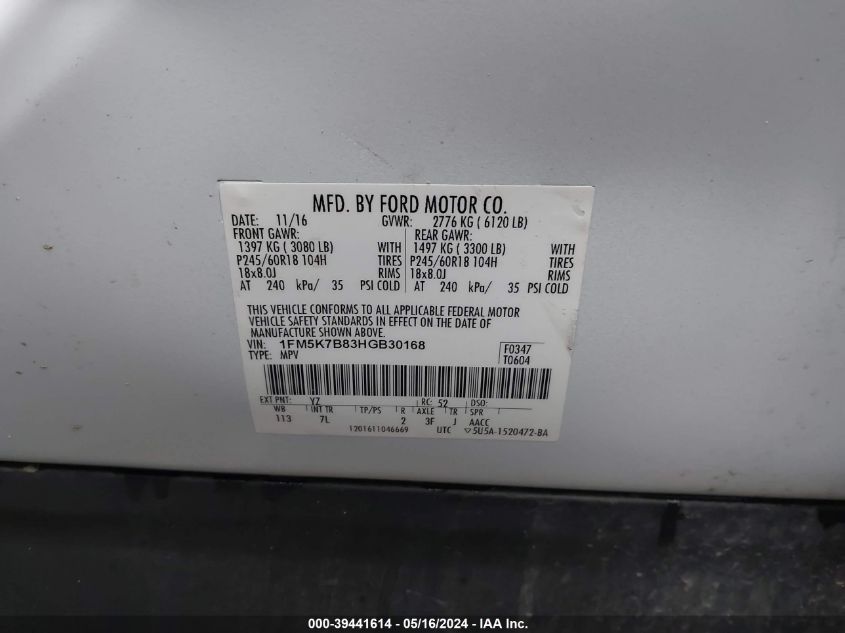 MFD. BY FORD MOTOR CO.
DATE: 11/16 GVWR: 2776 KG ( 6120 LB)
FRONT GAWR: REAR GAWR:
1397 KG ( 3080 LB) WITH 1497 KG ( 3300 LB) WITH
P245/60R18 104H TIRES P245/60R18 104H TIRES
18x8.0J RIMS 18x8.0J RIMS
AT 240 kPa/ 35 PSI COLD AT 240 kPa/ 35 PSI COLD
THIS VEHICLE CONFORMS TO ALL APPLICABLE FEDERAL MOTOR
VEHICLE SAFETY STANDARDS IN EFFECT ON THE DATE OF
MANUFACTURE SHOWN ABOVE.
VIN: 1FM5K7B83HGB30168 F0347
TYPE: MPV T0604
EXT PNT: YZ RC: 52 DSO:
WB INT TR TP/PS R AXLE TR SPR
113 7L 2 3F J AACC
1201611046669 UTC ▽5U5A-1520472-BA
000-39441614 - 05/16/2024 - www.iaai.com